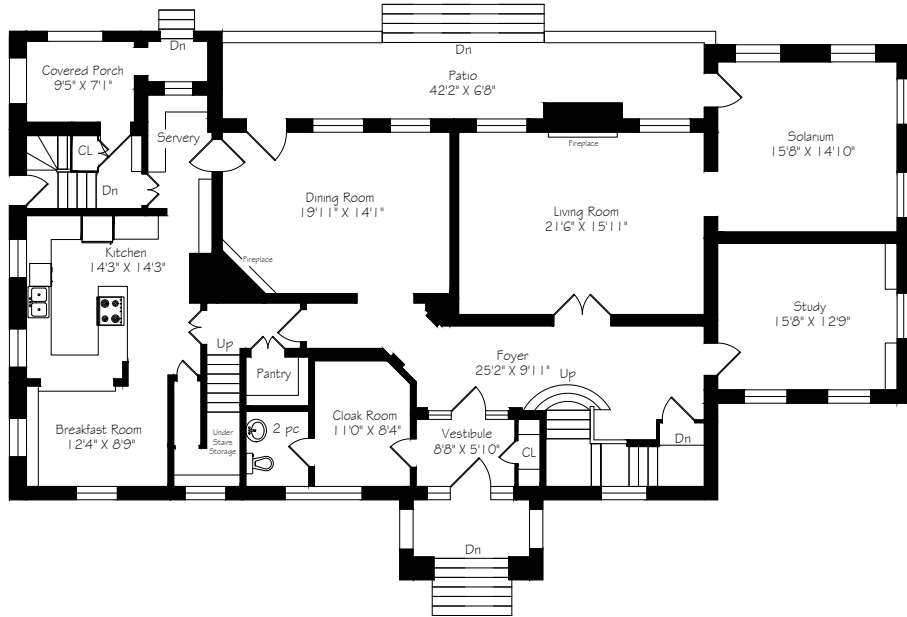 Dn
Dn
Covered Porch
9'5" X 7'1"
Patio
42'2" X 6'8"
Servery
CL
Dn
Fireplace
Solarium
15'8" X 14'10"
Dining Room
19'11" X 14'1"
Living Room
21'6" X 15'11"
Kitchen
14'3" X 14'3"
Fireplace
Study
15'8" X 12'9"
Up
Foyer
25'2" X 9'11"
Up
Pantry
Breakfast Room
12'4" X 8'9"
Under
Stairs
Storage
2 pc
Cloak Room
11'0" X 8'4"
Vestibule
8'8" X 5'10"
CL
Dn
Dn